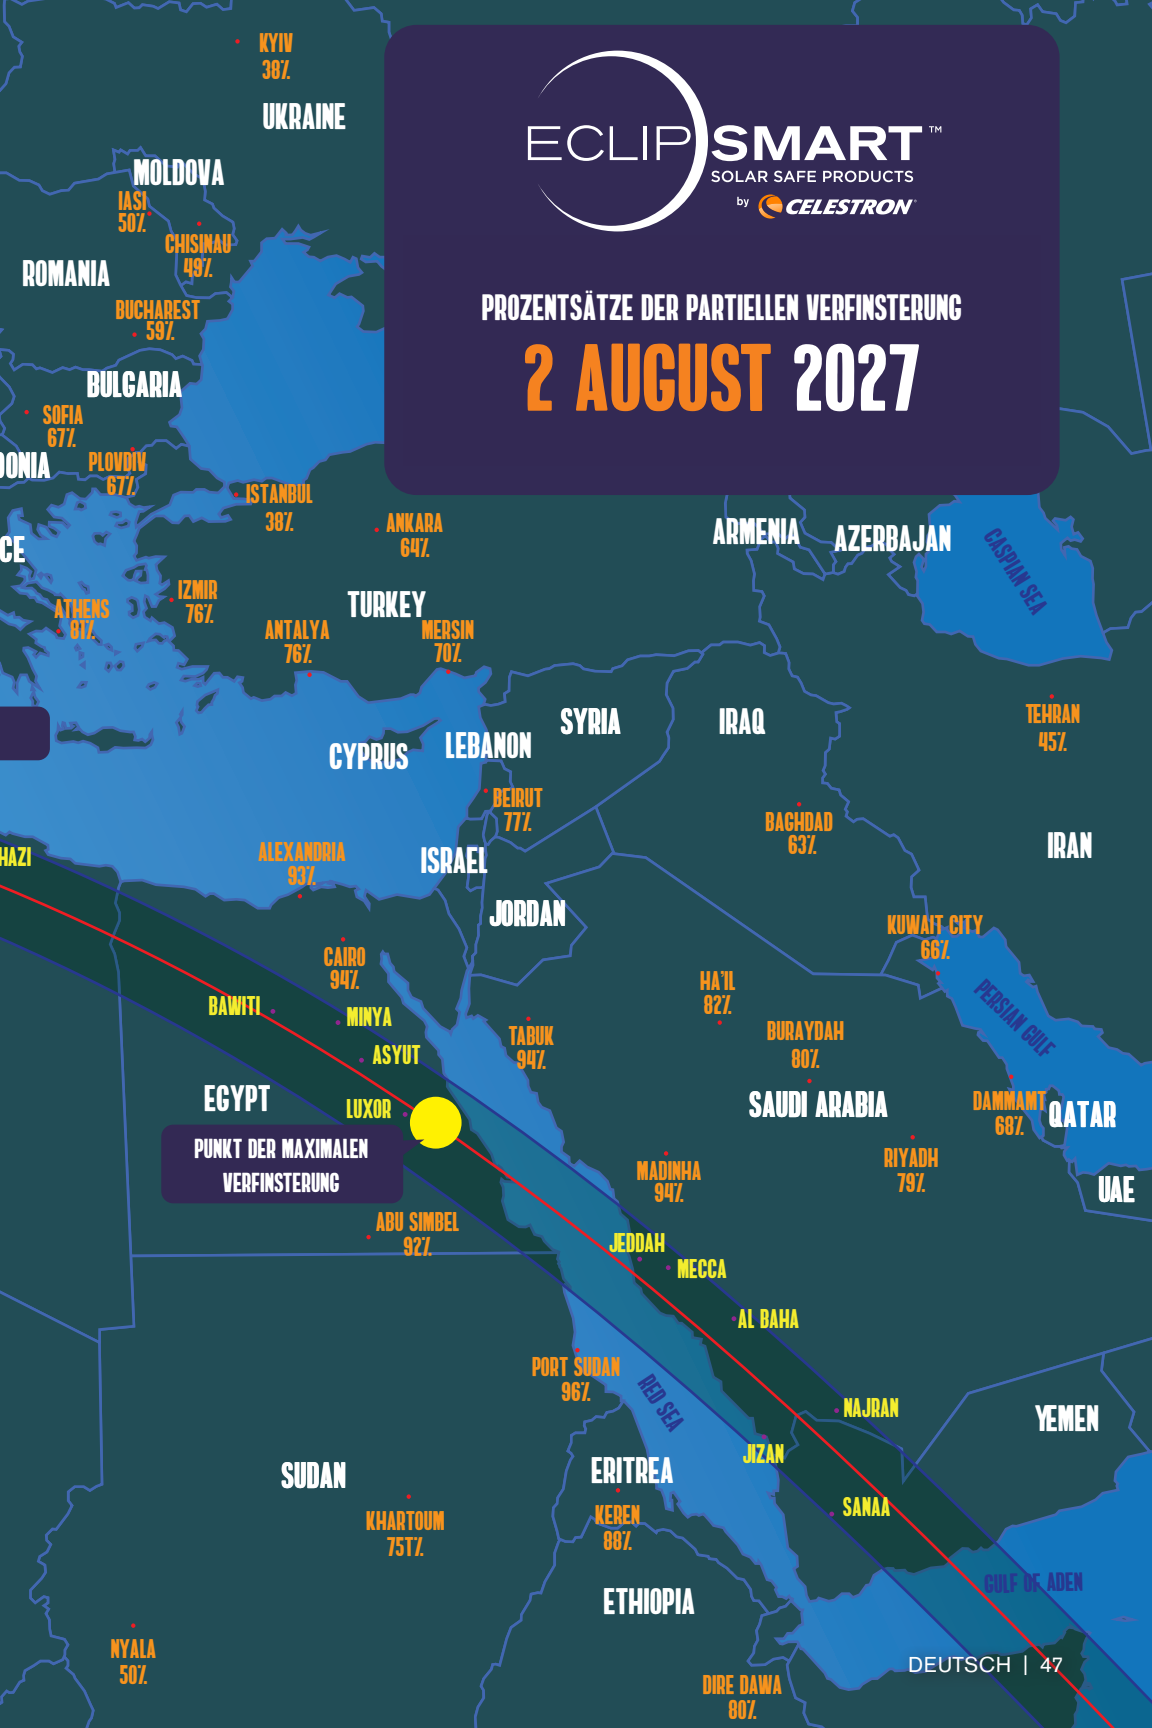 KYIV
38%
UKRAINE
ECLIPSMART™
SOLAR SAFE PRODUCTS
by CELESTRON®
PROZENTSÄTZE DER PARTIELLEN VERFINSTERUNG
2 AUGUST 2027
MOLDOVA
IASI
50%
CHISINAU
49%
ROMANIA
BUCHAREST
59%
BULGARIA
SOFIA
67%
DONIA
PLOVDIV
67%
ISTANBUL
38%
ANKARA
64%
ARMENIA
AZERBAJAN
CASPIAN SEA
CE
IZMIR
76%
ATHENS
81%
TURKEY
ANTALYA
76%
MERSIN
70%
SYRIA
IRAQ
TEHRAN
45%
CYPRUS
LEBANON
BEIRUT
77%
BAGHDAD
63%
IRAN
HAZI
ALEXANDRIA
93%
ISRAEL
JORDAN
KUWAIT CITY
66%
CAIRO
94%
HA'IL
82%
BAWITI
MINYA
PERSIAN GULF
TABUK
94%
BURAYDAH
80%
ASYUT
EGYPT
LUXOR
SAUDI ARABIA
DAMMAMT
68%
QATAR
PUNKT DER MAXIMALEN
VERFINSTERUNG
MADINHA
94%
RIYADH
79%
UAE
ABU SIMBEL
92%
JEDDAH
MECCA
AL BAHA
PORT SUDAN
96%
RED SEA
NAJRAN
YEMEN
JIZAN
SUDAN
ERITREA
KHARTOUM
75T%
KEREN
88%
SANAA
GULF OF ADEN
ETHIOPIA
NYALA
50%
DIRE DAWA
80%
DEUTSCH | 47